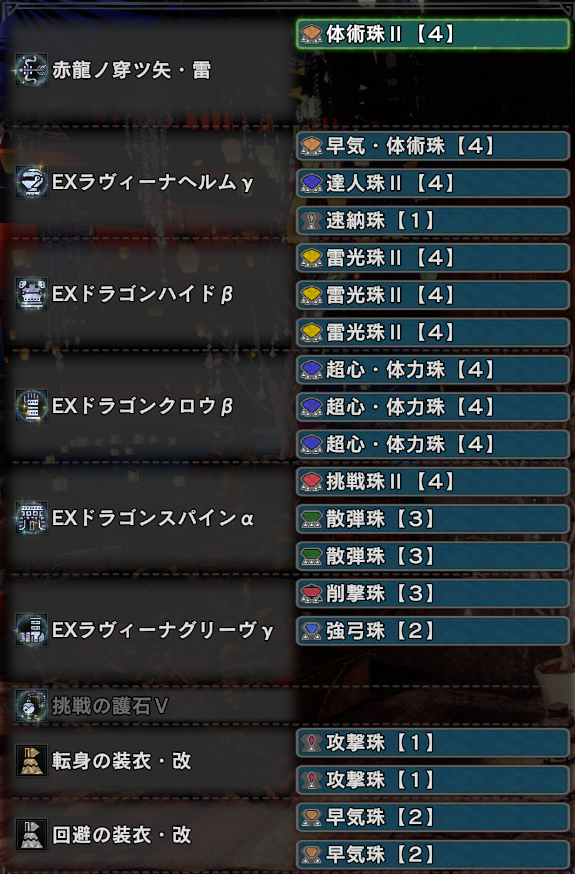 体術珠Ⅱ【4】
赤龍ノ穿ツ矢・雷
早気・体術珠【4】
EXラヴィーナヘルムγ
達人珠Ⅱ【4】
速納珠【1】
雷光珠Ⅱ【4】
EXドラゴンハイドβ
雷光珠Ⅱ【4】
雷光珠Ⅱ【4】
超心・体力珠【4】
EXドラゴンクロウβ
超心・体力珠【4】
超心・体力珠【4】
挑戦珠Ⅱ【4】
EXドラゴンスパインα
散弾珠【3】
散弾珠【3】
削撃珠【3】
EXラヴィーナグリーヴγ
強弓珠【2】
挑戦の護石Ⅴ
攻撃珠【1】
転身の装衣・改
攻撃珠【1】
早気珠【2】
回避の装衣・改
早気珠【2】